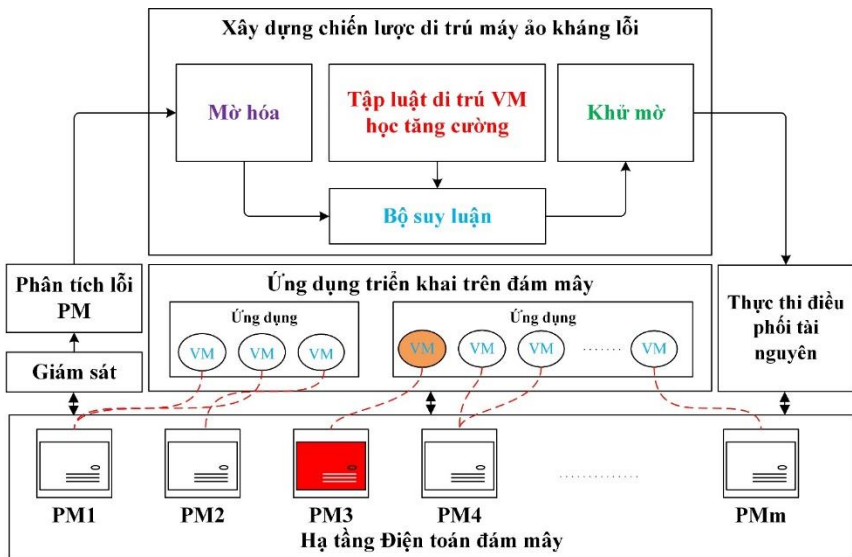 Xây dựng chiến lược di trú máy ảo kháng lỗi
Mờ hóa
Tập luật di trú VM
học tăng cường
Khử mờ
Bộ suy luận
Phân tích lỗi
PM
Giám sát
Ứng dụng triển khai trên đám mây
Ứng dụng
VM
VM
VM
Ứng dụng
VM
VM
VM
.......
VM
Thực thi điều
phối tài
nguyên
PM1
PM2
PM3
PM4
..............
PMm
Hạ tầng Điện toán đám mây